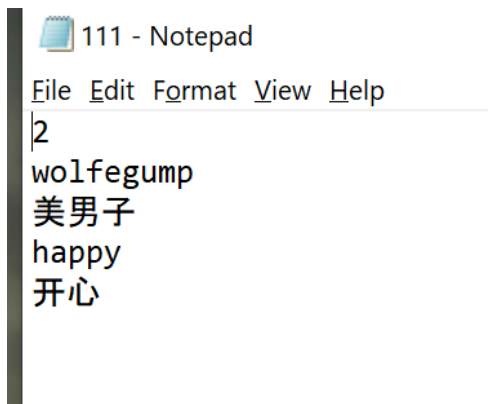 111 - Notepad
File Edit Format View Help
2
wolfegump
美男子
happy
开心